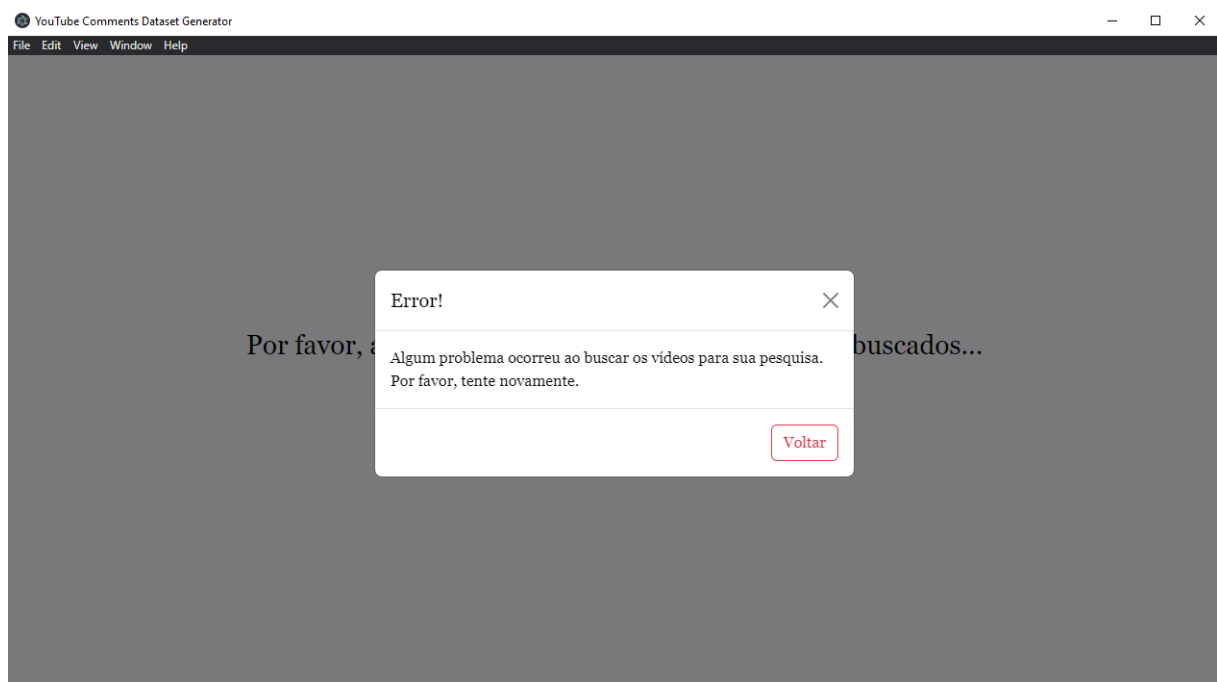 YouTube Comments Dataset Generator
File Edit View Window Help
Error!
Por favor, buscados...
Algum problema ocorreu ao buscar os vídeos para sua pesquisa.
Por favor, tente novamente.
Voltar